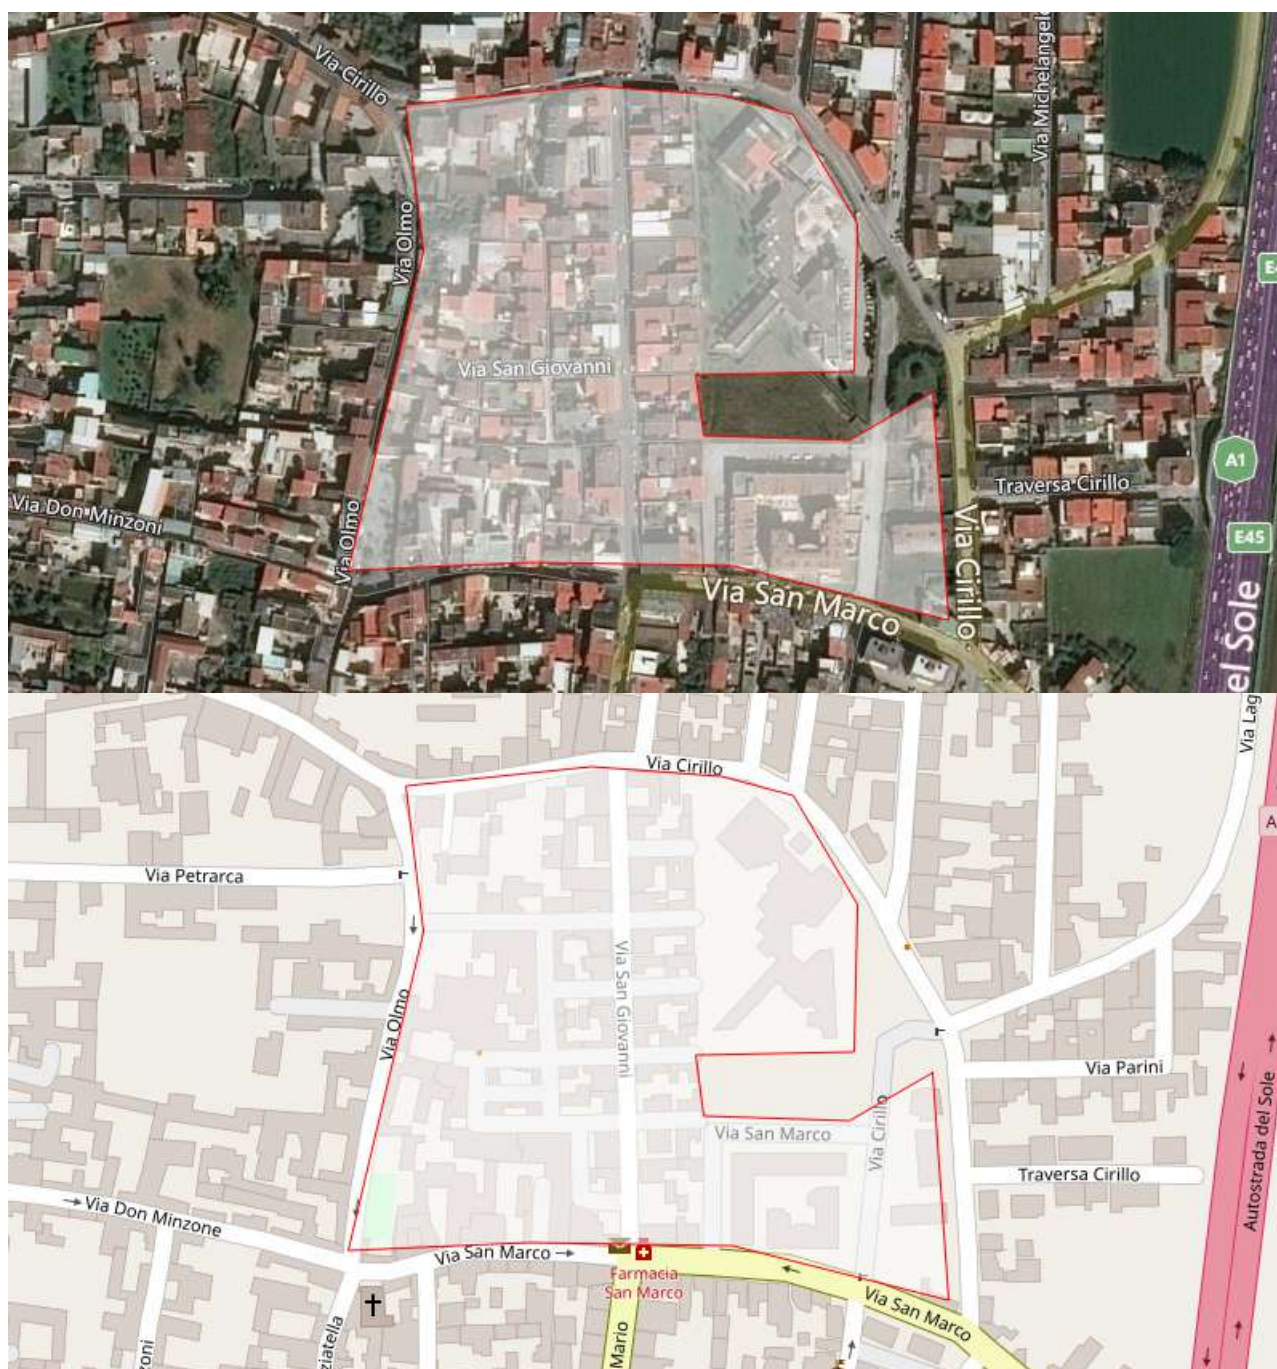 Via Cirillo
Via Michelangelo
Via Olmo
Via San Giovanni
A1
Via Don Minzoni
Via Olmo
Traversa Cirillo
E45
Via San Marco
Via Cirillo
el Sole
Via Cirillo
Via Lag
A
Via Petrarca
Via San Giovanni
Via Olmo
Via Parini
Via San Marco
Via Cirillo
Autostrada del Sole
Traversa Cirillo
Via Don Minzone
Via San Marco
Farmacia
San Marco
Via San Marco
zoni
ziatella
Mario